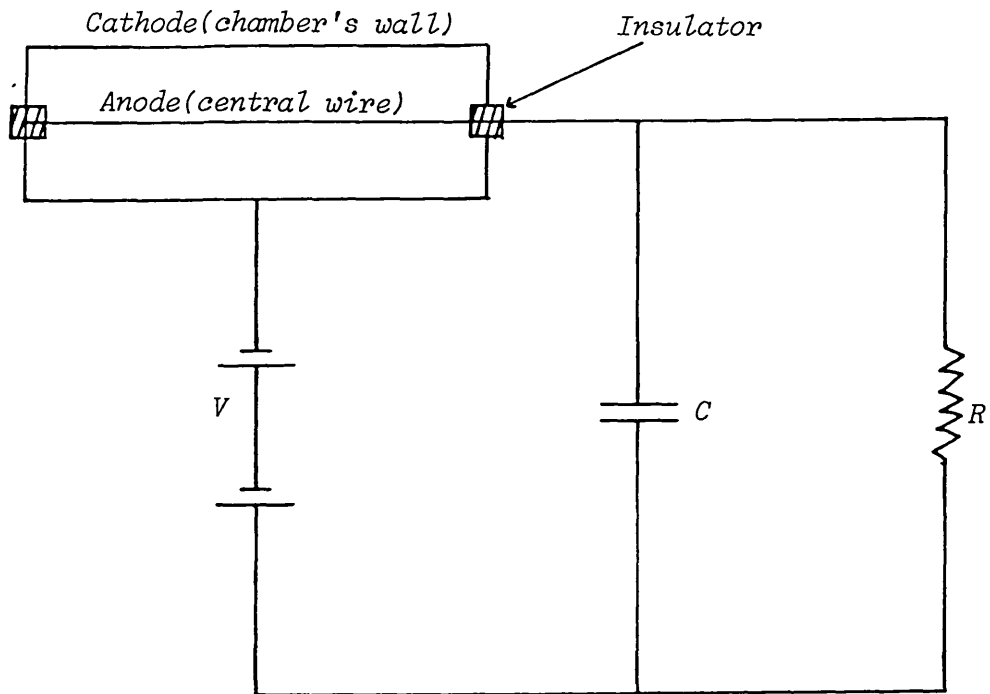 Cathode(chamber's wall)
Insulator
Anode(central wire)
V
C
R